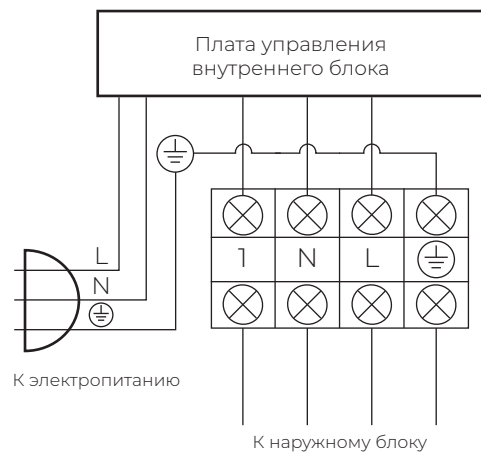 Плата управления
внутреннего блока
L
N
1 N L
К электропитанию
К наружному блоку